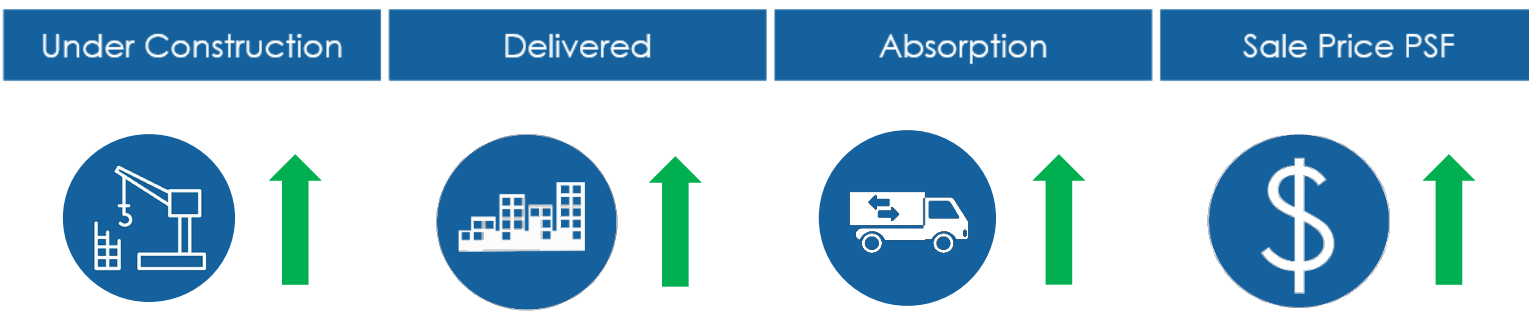 Under Construction
Delivered
Absorption
Sale Price PSF